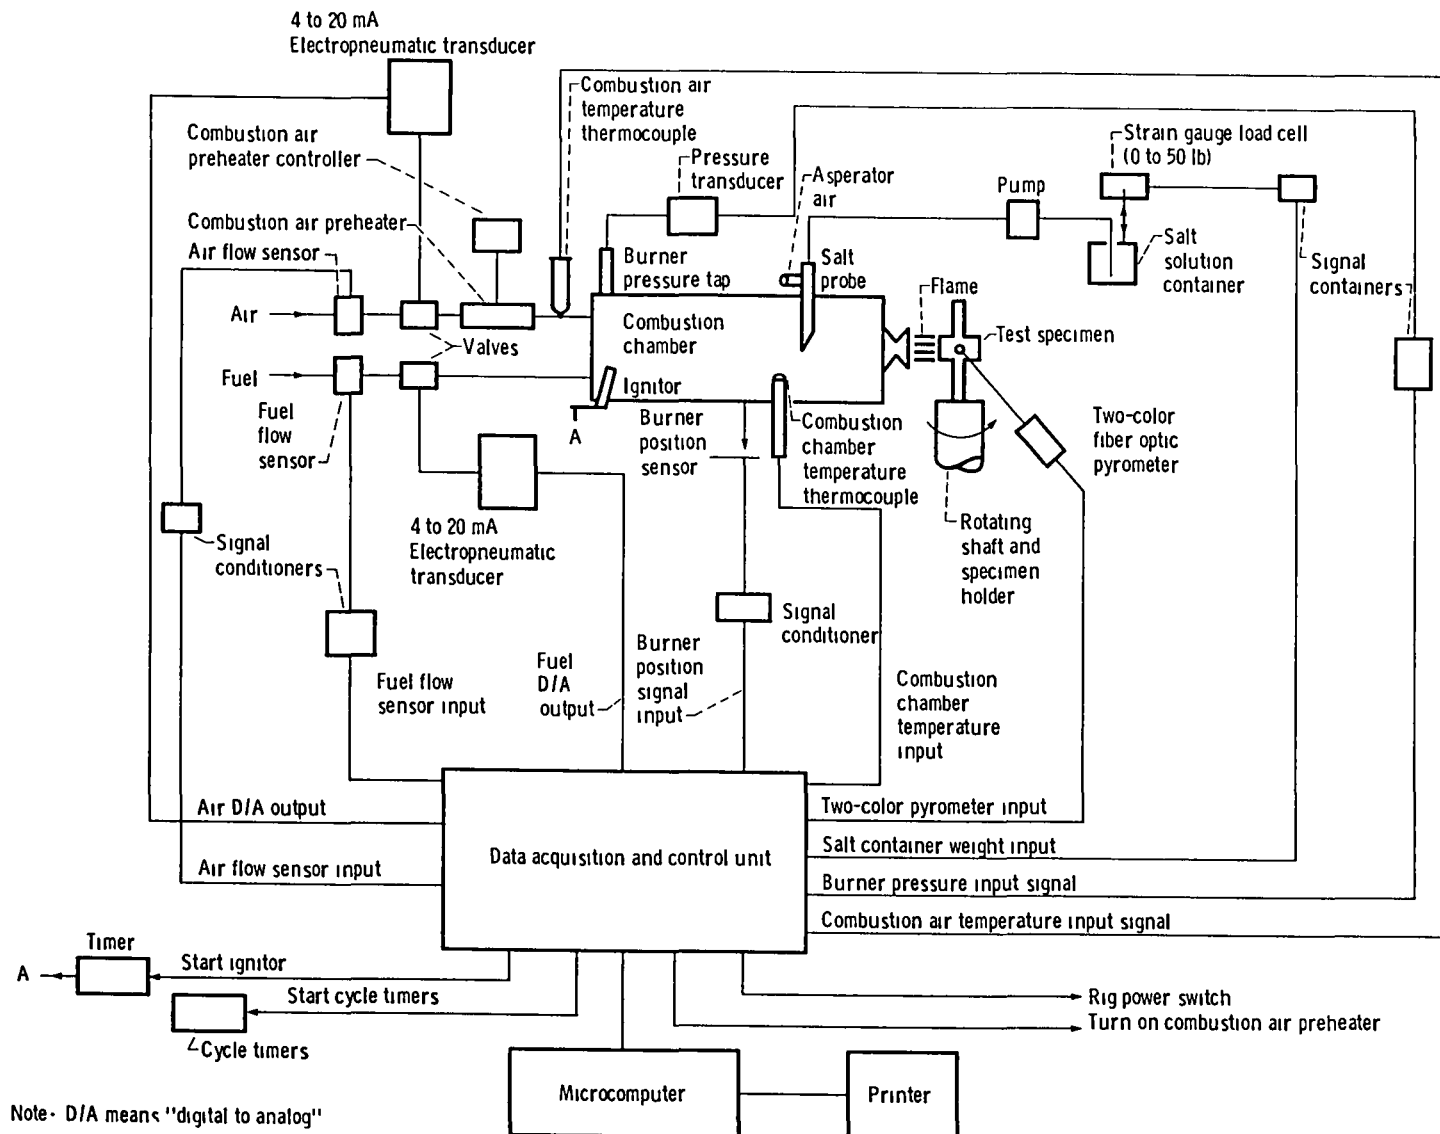 4 to 20 mA
Electropneumatic transducer
Combustion air
temperature
thermocouple
Combustion air
preheater controller
Pressure
transducer
Asperator
air
Strain gauge load cell
(0 to 50 lb)
Pump
Combustion air preheater
Air flow sensor
Burner
pressure tap
Salt
probe
Flame
Salt
solution
container
Signal
containers
Air
Combustion
chamber
Valves
Test specimen
Fuel
Ignitor
A
Fuel
flow
sensor
Burner
position
sensor
Combustion
chamber
temperature
thermocouple
Two-color
fiber optic
pyrometer
4 to 20 mA
Electropneumatic
transducer
Signal
conditioners
Rotating
shaft and
specimen
holder
Signal
conditioner
Fuel flow
sensor input
Fuel
D/A
output
Burner
position
signal
input
Combustion
chamber
temperature
input
Air D/A output
Two-color pyrometer input
Data acquisition and control unit
Salt container weight input
Air flow sensor input
Burner pressure input signal
Combustion air temperature input signal
Timer
A
Start ignitor
Start cycle timers
Cycle timers
Rig power switch
Turn on combustion air preheater
Microcomputer
Printer
Note· D/A means "digital to analog"